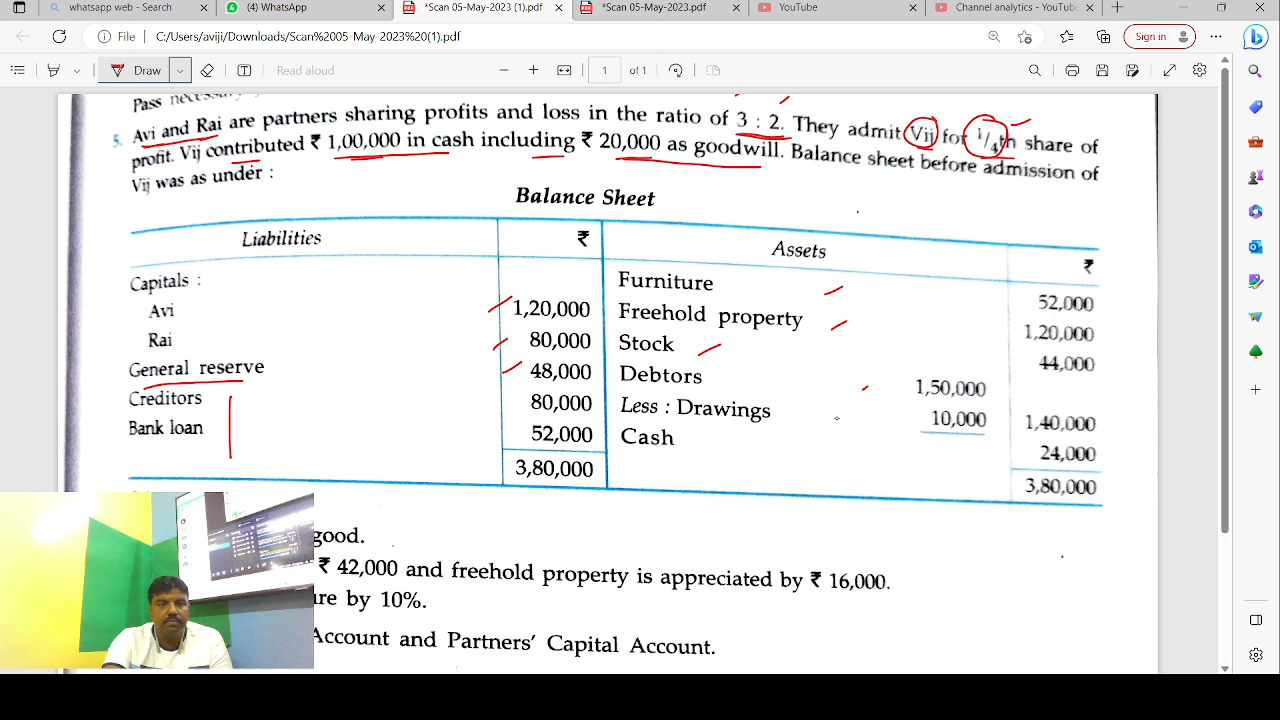 whatsapp web - Search
(4) WhatsApp
*Scan 05-May-2023 (1).pdf
*Scan 05-May-2023.pdf
YouTube
Channel analytics - YouTube
File C:/Users/aviji/Downloads/Scan%2005-May-2023%20(1).pdf
Sign in
Draw
Read aloud
1 of 1
Pass
5. Avi and Rai are partners sharing profits and loss in the ratio of 3 : 2. They admit Vij for 1/4th share of
profit. Vij contributed ₹ 1,00,000 in cash including ₹ 20,000 as goodwill. Balance sheet before admission of
Vij was as under :
Balance Sheet
Liabilities ₹ Assets ₹
Capitals : Furniture 52,000
Avi 1,20,000 Freehold property 1,20,000
Rai 80,000 Stock 44,000
General reserve 48,000 Debtors 1,50,000
Creditors 80,000 Less : Drawings 10,000 1,40,000
Bank loan 52,000 Cash 24,000
3,80,000 3,80,000
good.
₹ 42,000 and freehold property is appreciated by ₹ 16,000.
re by 10%.
Account and Partners' Capital Account.